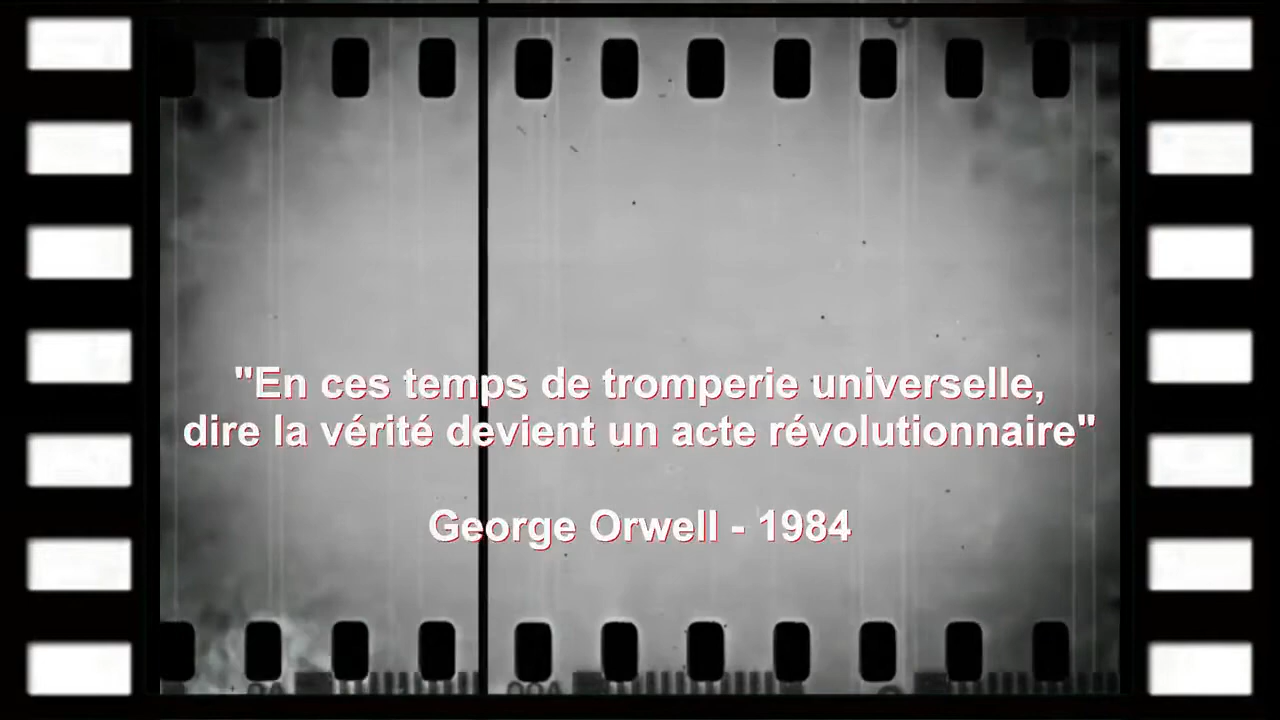 "En ces temps de tromperie universelle,
dire la vérité devient un acte révolutionnaire"
George Orwell - 1984